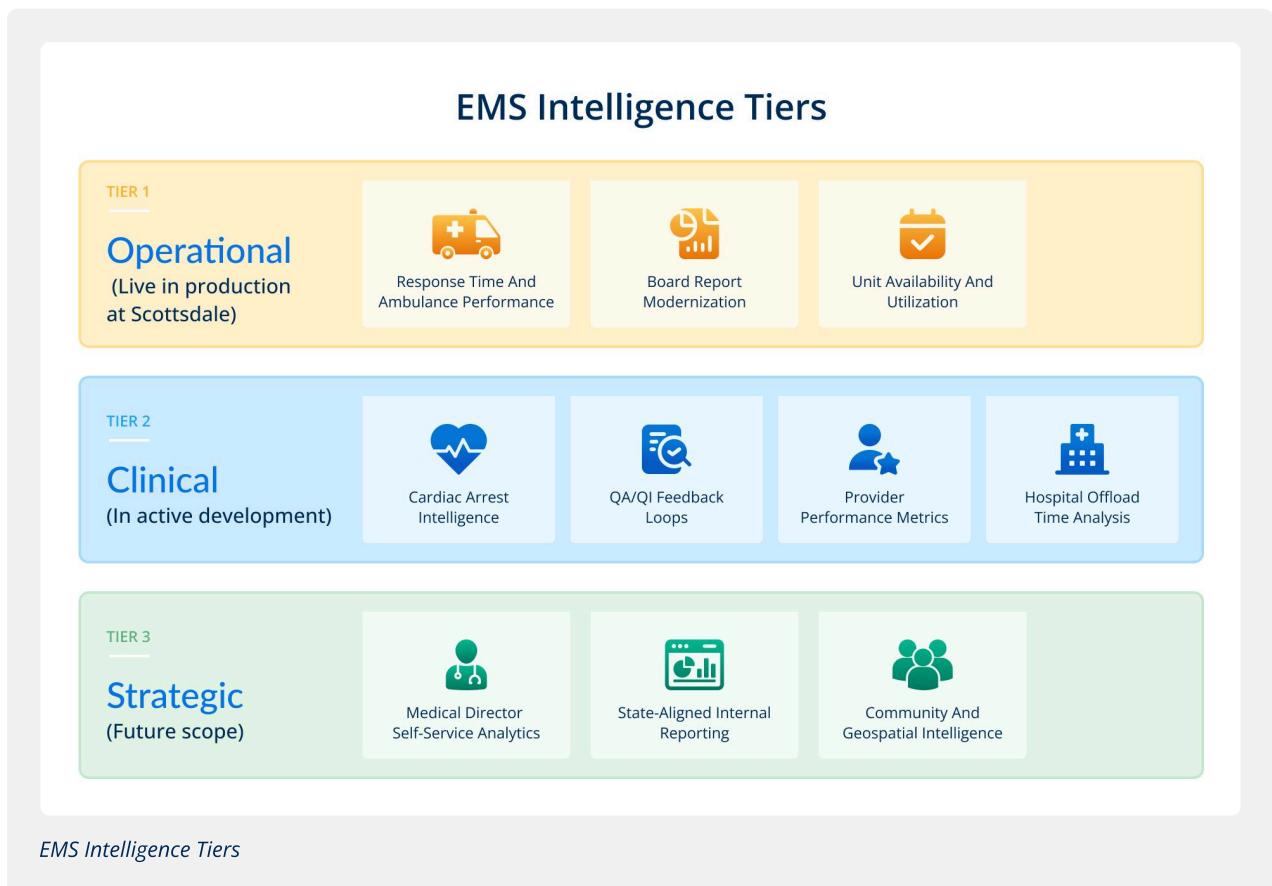 EMS Intelligence Tiers
TIER 1
Operational
(Live in production
at Scottsdale)
Response Time And
Ambulance Performance
Board Report
Modernization
Unit Availability And
Utilization
TIER 2
Clinical
(In active development)
Cardiac Arrest
Intelligence
QA/QI Feedback
Loops
Provider
Performance Metrics
Hospital Offload
Time Analysis
TIER 3
Strategic
(Future scope)
Medical Director
Self-Service Analytics
State-Aligned Internal
Reporting
Community And
Geospatial Intelligence
EMS Intelligence Tiers